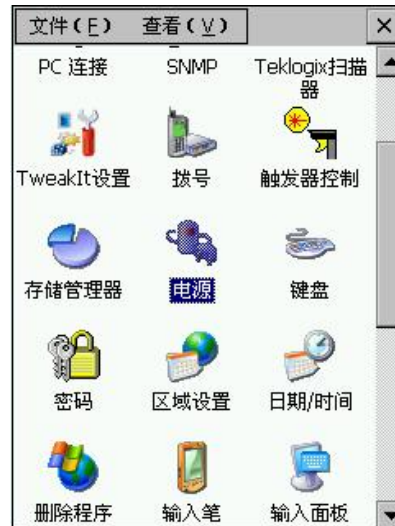 文件(F) 查看(V)
PC 连接 SNMP Teklogix扫描
器
TweakIt设置 拨号 触发器控制
存储管理器 电源 键盘
密码 区域设置 日期/时间
删除程序 输入笔 输入面板